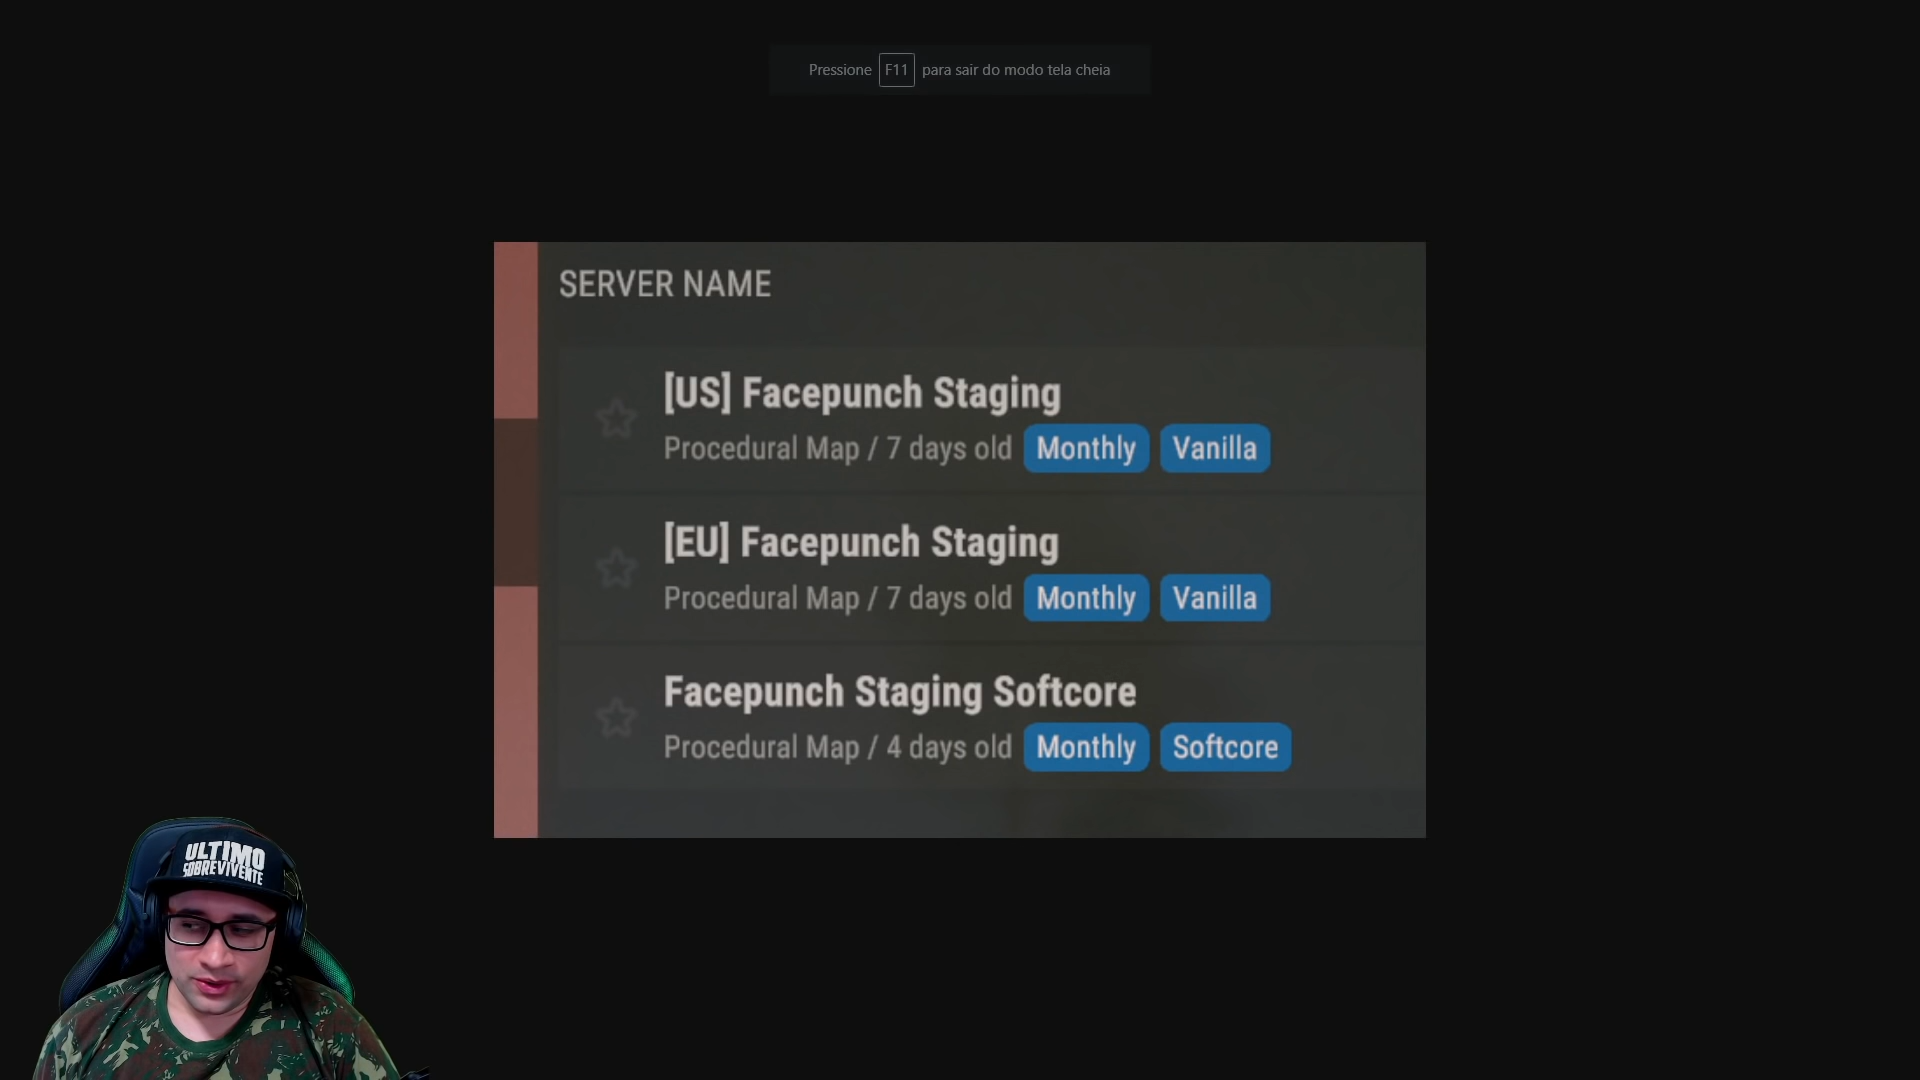 Pressione F11 para sair do modo tela cheia
SERVER NAME
[US] Facepunch Staging
Procedural Map / 7 days old Monthly Vanilla
[EU] Facepunch Staging
Procedural Map / 7 days old Monthly Vanilla
Facepunch Staging Softcore
Procedural Map / 4 days old Monthly Softcore
ULTIMO
SOBREVIVENTE